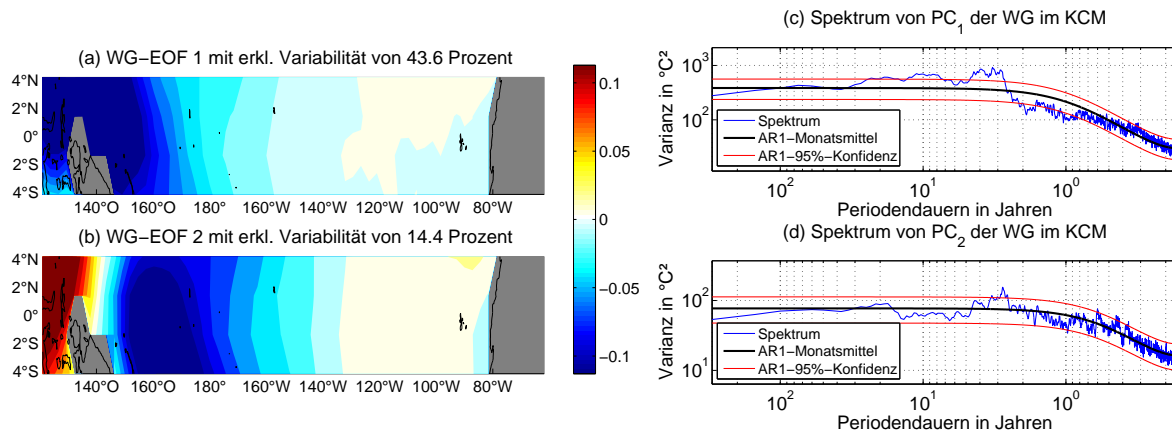 (a) WG−EOF 1 mit erkl. Variabilität von 43.6 Prozent
4°N
2°N
0°
2°S
4°S
140°O 160°O 180° 160°W 140°W 120°W 100°W 80°W
(b) WG−EOF 2 mit erkl. Variabilität von 14.4 Prozent
4°N
2°N
0°
2°S
4°S
140°O 160°O 180° 160°W 140°W 120°W 100°W 80°W
0.1
0.05
0
−0.05
−0.1
(c) Spektrum von PC1 der WG im KCM
Varianz in °C²
10³
10²
Spektrum
AR1−Monatsmittel
AR1−95%−Konfidenz
10² 10¹ 10⁰
Periodendauern in Jahren
(d) Spektrum von PC2 der WG im KCM
Varianz in °C²
10²
10¹
Spektrum
AR1−Monatsmittel
AR1−95%−Konfidenz
10² 10¹ 10⁰
Periodendauern in Jahren